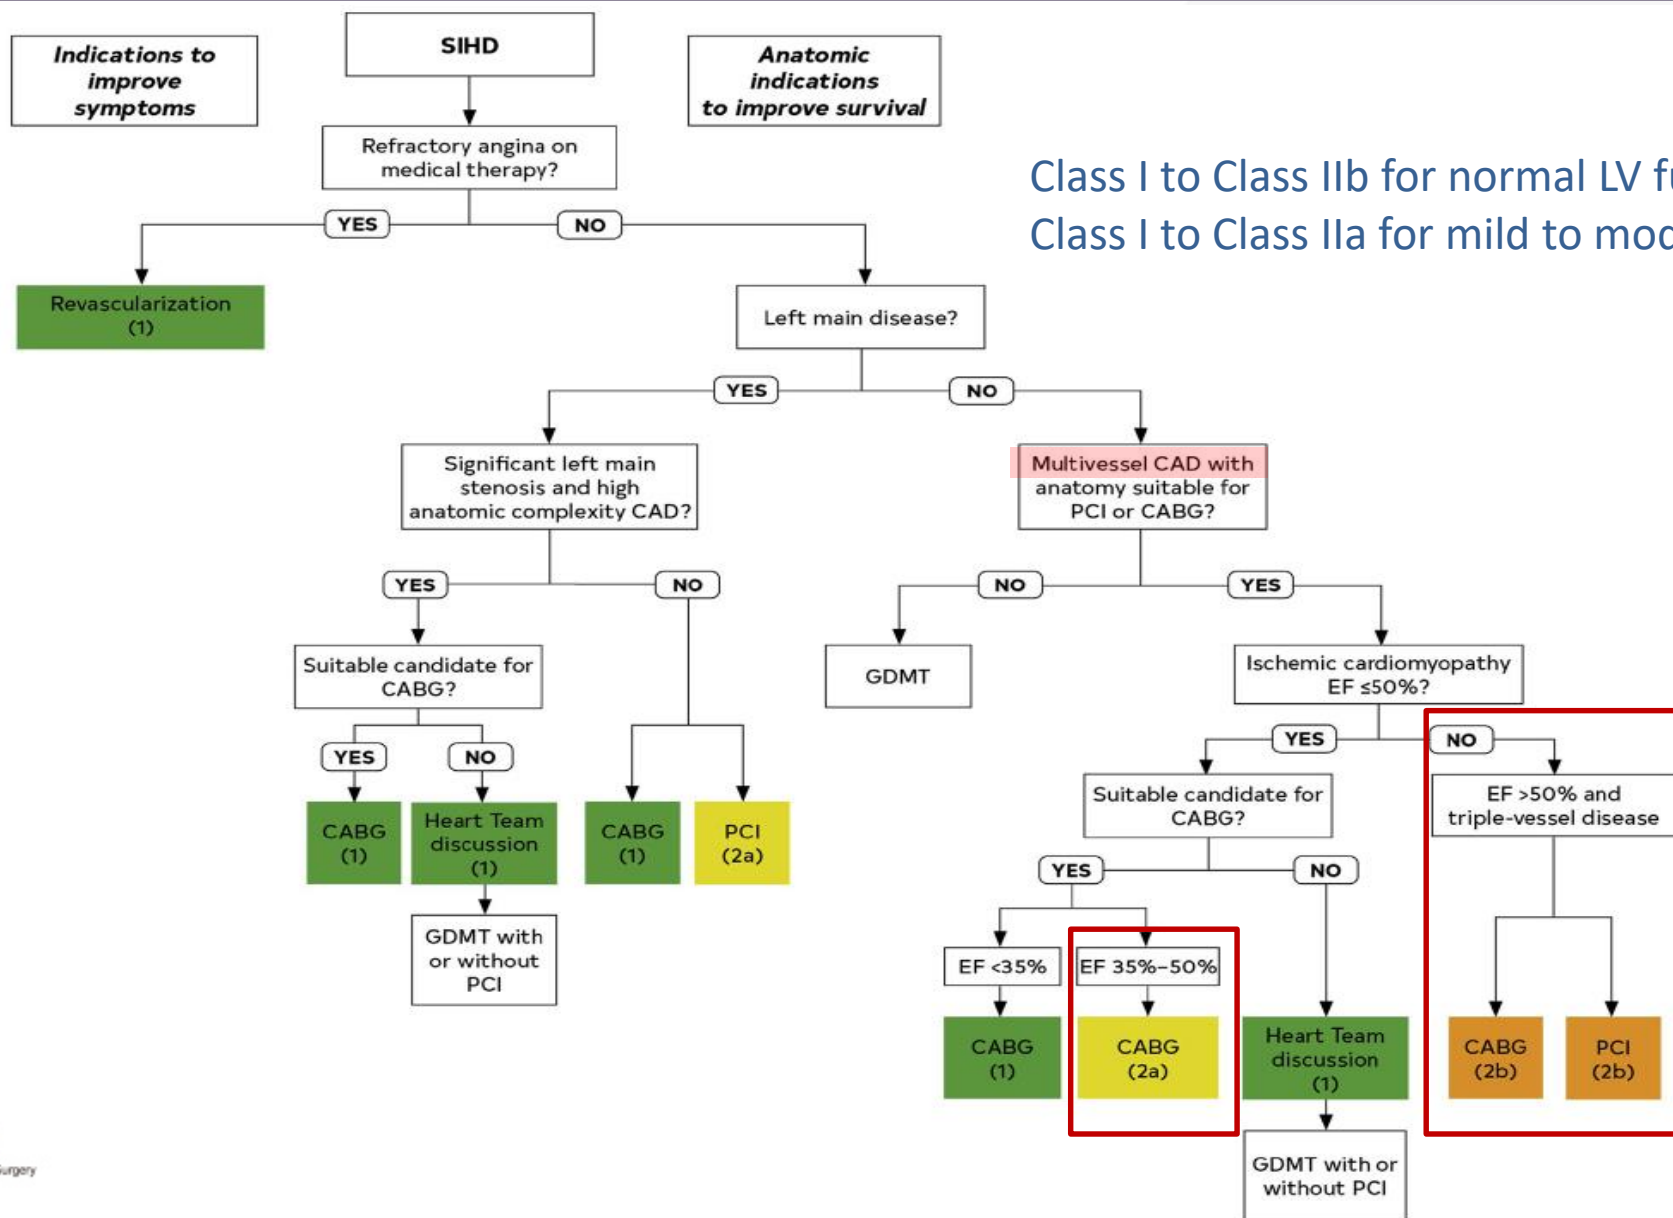 Indications to
improve
symptoms
SIHD
Anatomic
indications
to improve survival
Refractory angina on
medical therapy?
Class I to Class IIb for normal LV
Class I to Class IIa for mild to
YES
NO
Revascularization
(1)
Left main disease?
YES
NO
Significant left main
stenosis and high
anatomic complexity CAD?
Multivessel CAD with
anatomy suitable for
PCI or CABG?
YES
NO
NO
YES
Suitable candidate for
CABG?
GDMT
Ischemic cardiomyopathy
EF ≤50%?
YES
NO
YES
NO
CABG
(1)
Heart Team
discussion
(1)
CABG
(1)
PCI
(2a)
Suitable candidate for
CABG?
EF >50% and
triple-vessel disease
GDMT with
or without
PCI
YES
NO
EF <35%
EF 35%–50%
CABG
(1)
CABG
(2a)
Heart Team
discussion
(1)
CABG
(2b)
PCI
(2b)
GDMT with or
without PCI
Surgery